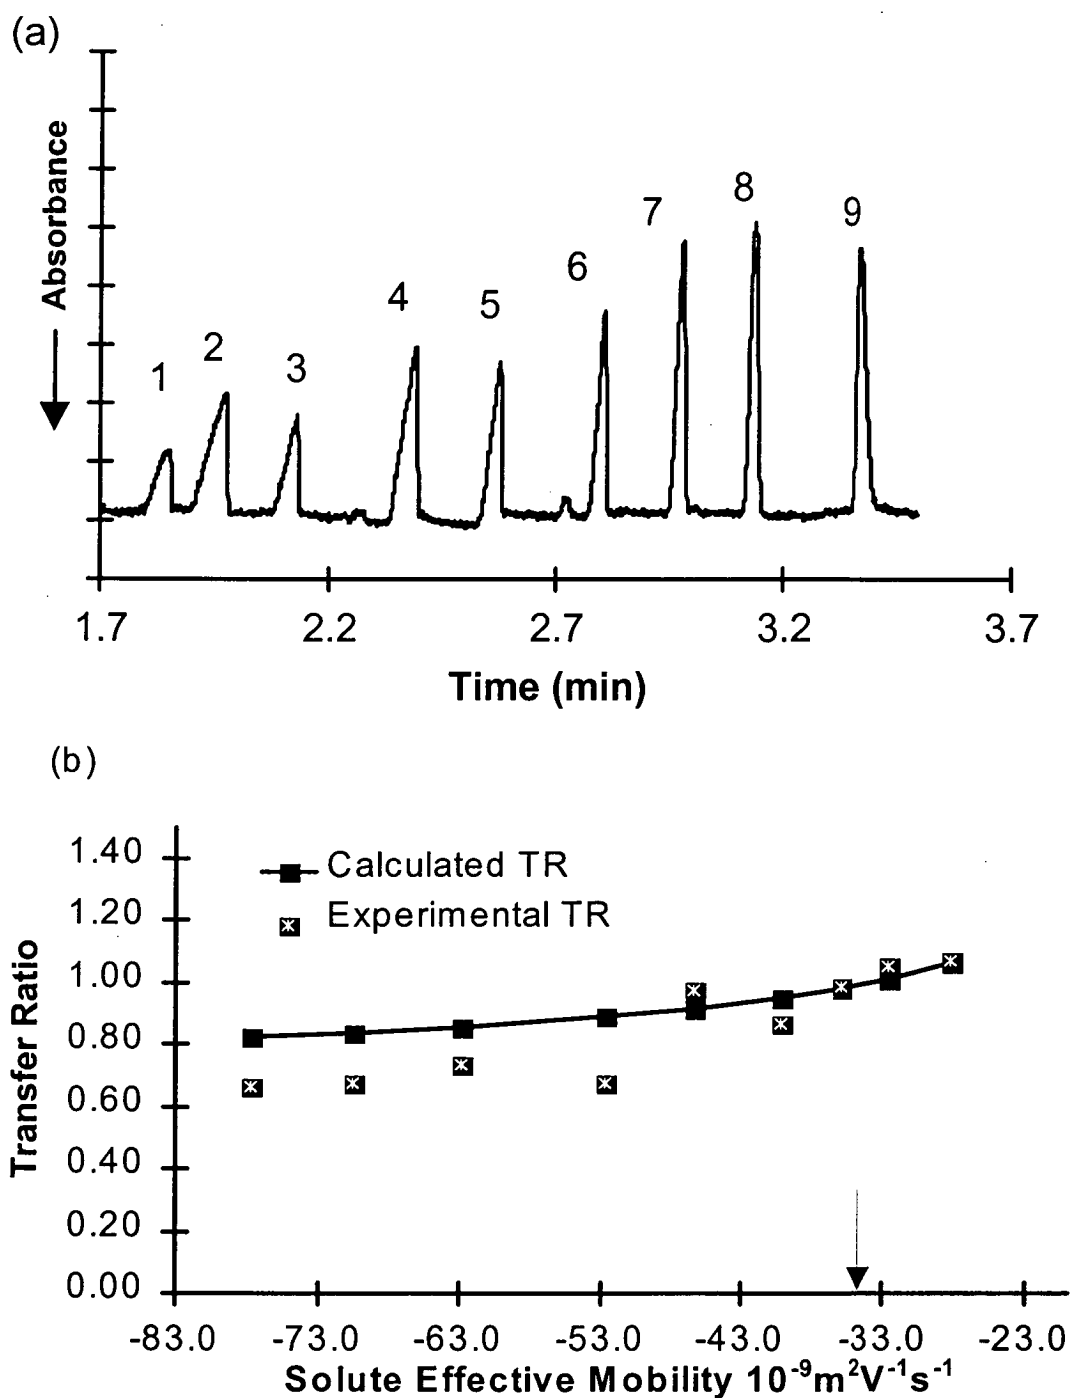 (a)
Absorbance
1 2 3 4 5 6 7 8 9
1.7 2.2 2.7 3.2 3.7
Time (min)
(b)
Transfer Ratio
1.40
1.20
1.00
0.80
0.60
0.40
0.20
0.00
Calculated TR
Experimental TR
-83.0 -73.0 -63.0 -53.0 -43.0 -33.0 -23.0
Solute Effective Mobility 10⁻⁹m²V⁻¹s⁻¹